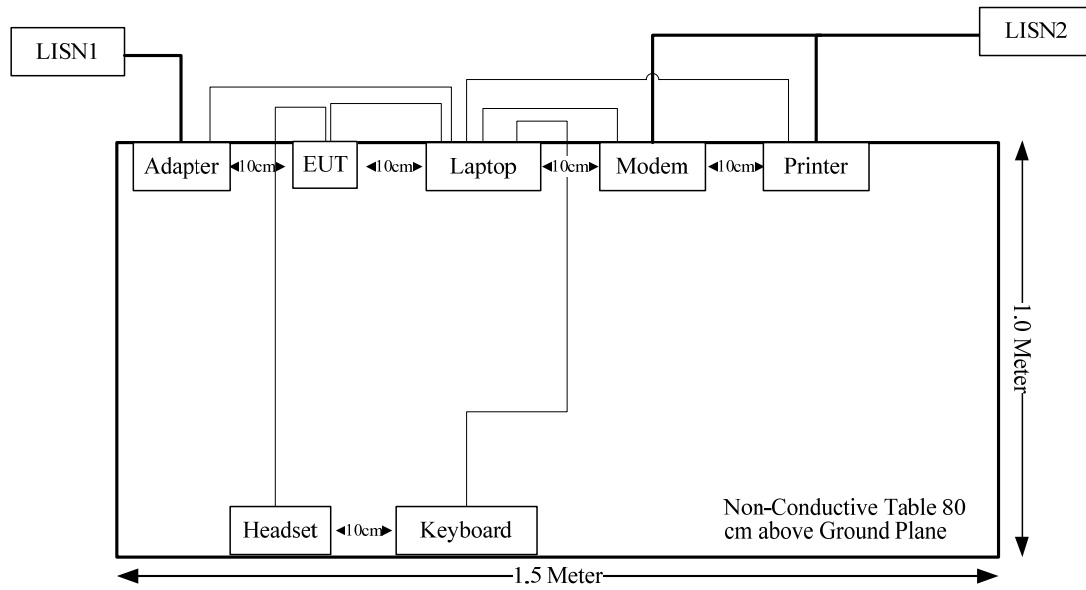 LISN1
LISN2
Adapter
10cm
EUT
10cm
Laptop
10cm
Modem
10cm
Printer
1.0 Meter
Headset
10cm
Keyboard
Non-Conductive Table 80
cm above Ground Plane
1.5 Meter